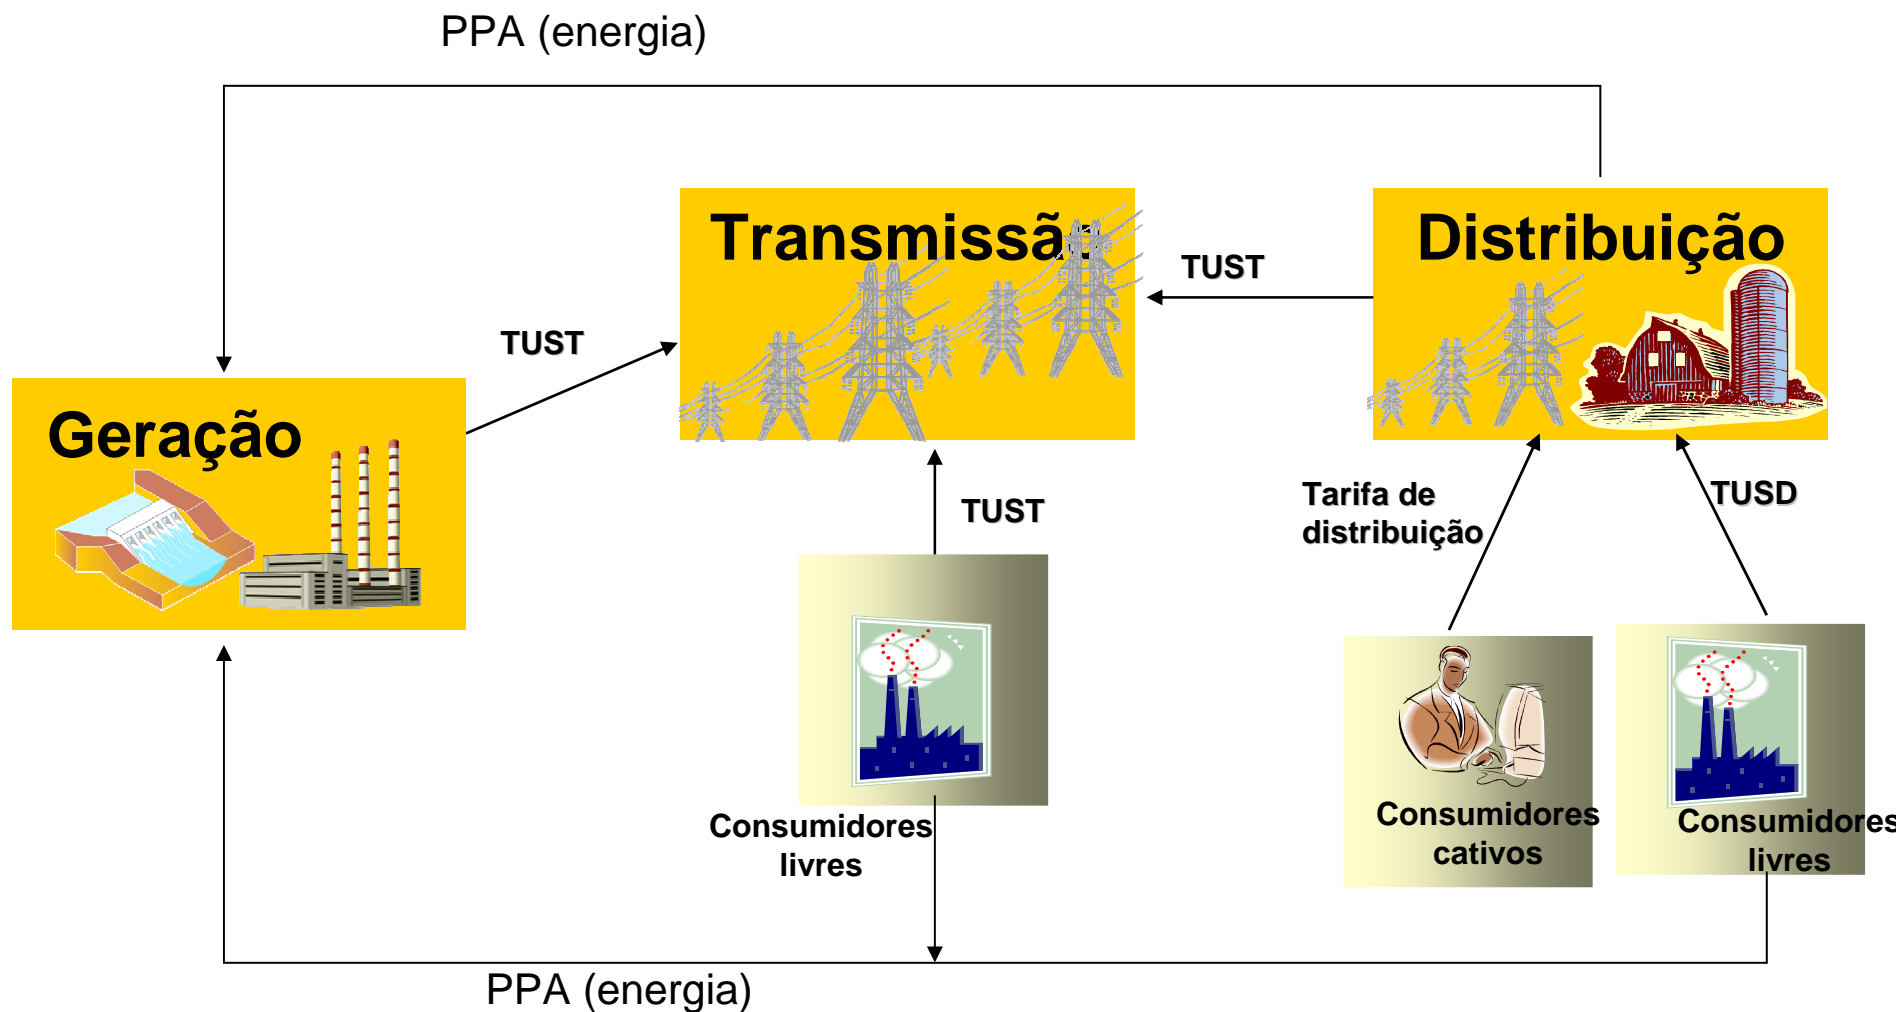 PPA (energia)
Transmissão
Distribuição
TUST
TUST
Geração
Tarifa de
distribuição
TUSD
TUST
Consumidores
livres
Consumidores
cativos
Consumidores
livres
PPA (energia)